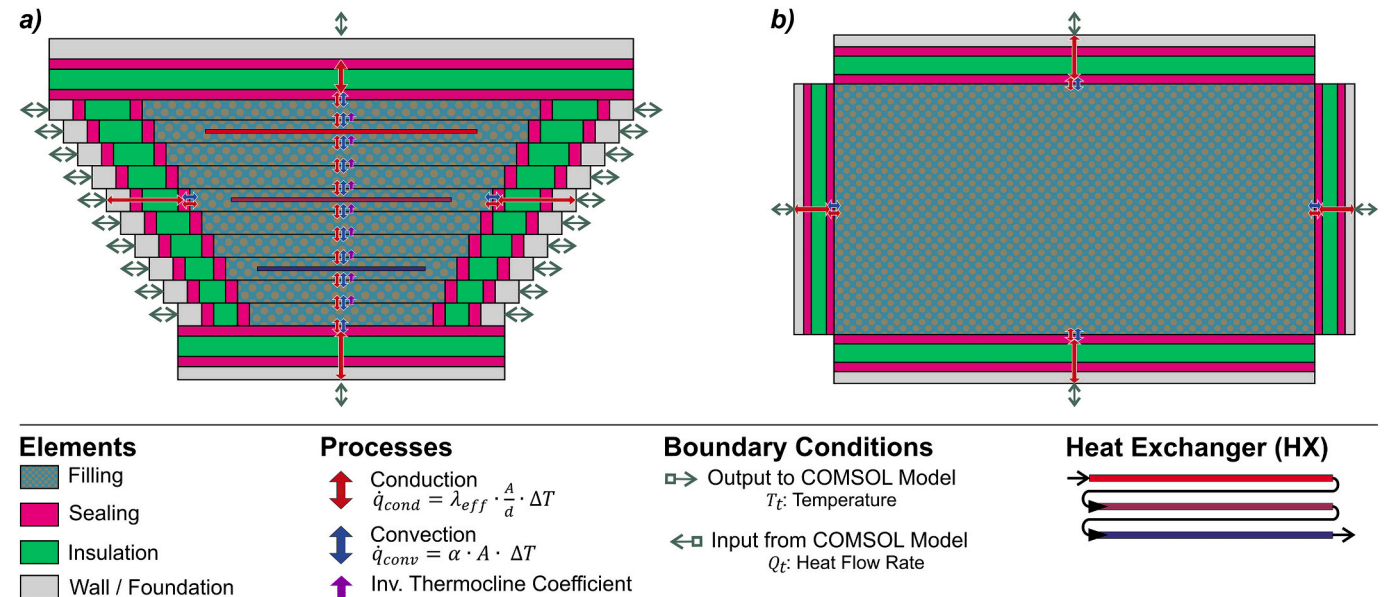 a)
b)
Elements
Filling
Sealing
Insulation
Wall / Foundation
Processes
Conduction
q̇cond = λeff · A/d · ΔT
Convection
q̇conv = α · A · ΔT
Inv. Thermocline Coefficient
Boundary Conditions
Output to COMSOL Model
Tt: Temperature
Input from COMSOL Model
Qt: Heat Flow Rate
Heat Exchanger (HX)